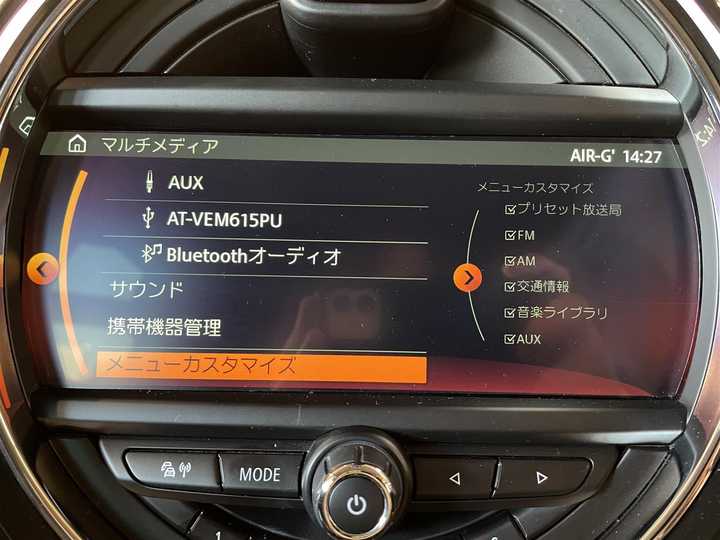 マルチメディア
AIR-G' 14:27
AUX
AT-VEM615PU
Bluetoothオーディオ
サウンド
携帯機器管理
メニューカスタマイズ
メニューカスタマイズ
プリセット放送局
FM
AM
交通情報
音楽ライブラリ
AUX
MODE
1